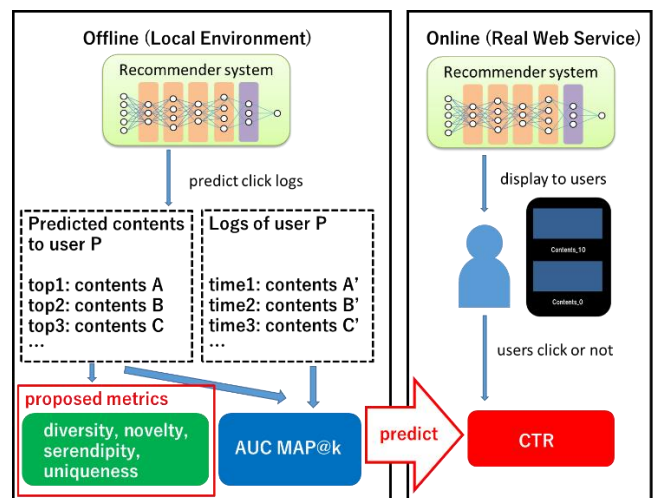 Offline (Local Environment)
Recommender system
predict click logs
Predicted contents
to user P
top1: contents A
top2: contents B
top3: contents C
...
Logs of user P
time1: contents A’
time2: contents B’
time3: contents C’
...
proposed metrics
diversity, novelty,
serendipity,
uniqueness
AUC MAP@k
predict
Online (Real Web Service)
Recommender system
display to users
Contents_10
Contents_0
users click or not
CTR